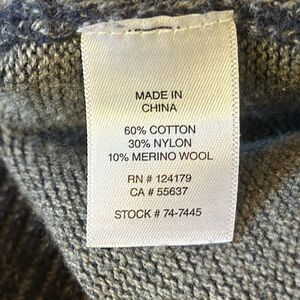 MADE IN
CHINA
60% COTTON
30% NYLON
10% MERINO WOOL
RN # 124179
CA # 55637
STOCK # 74-7445